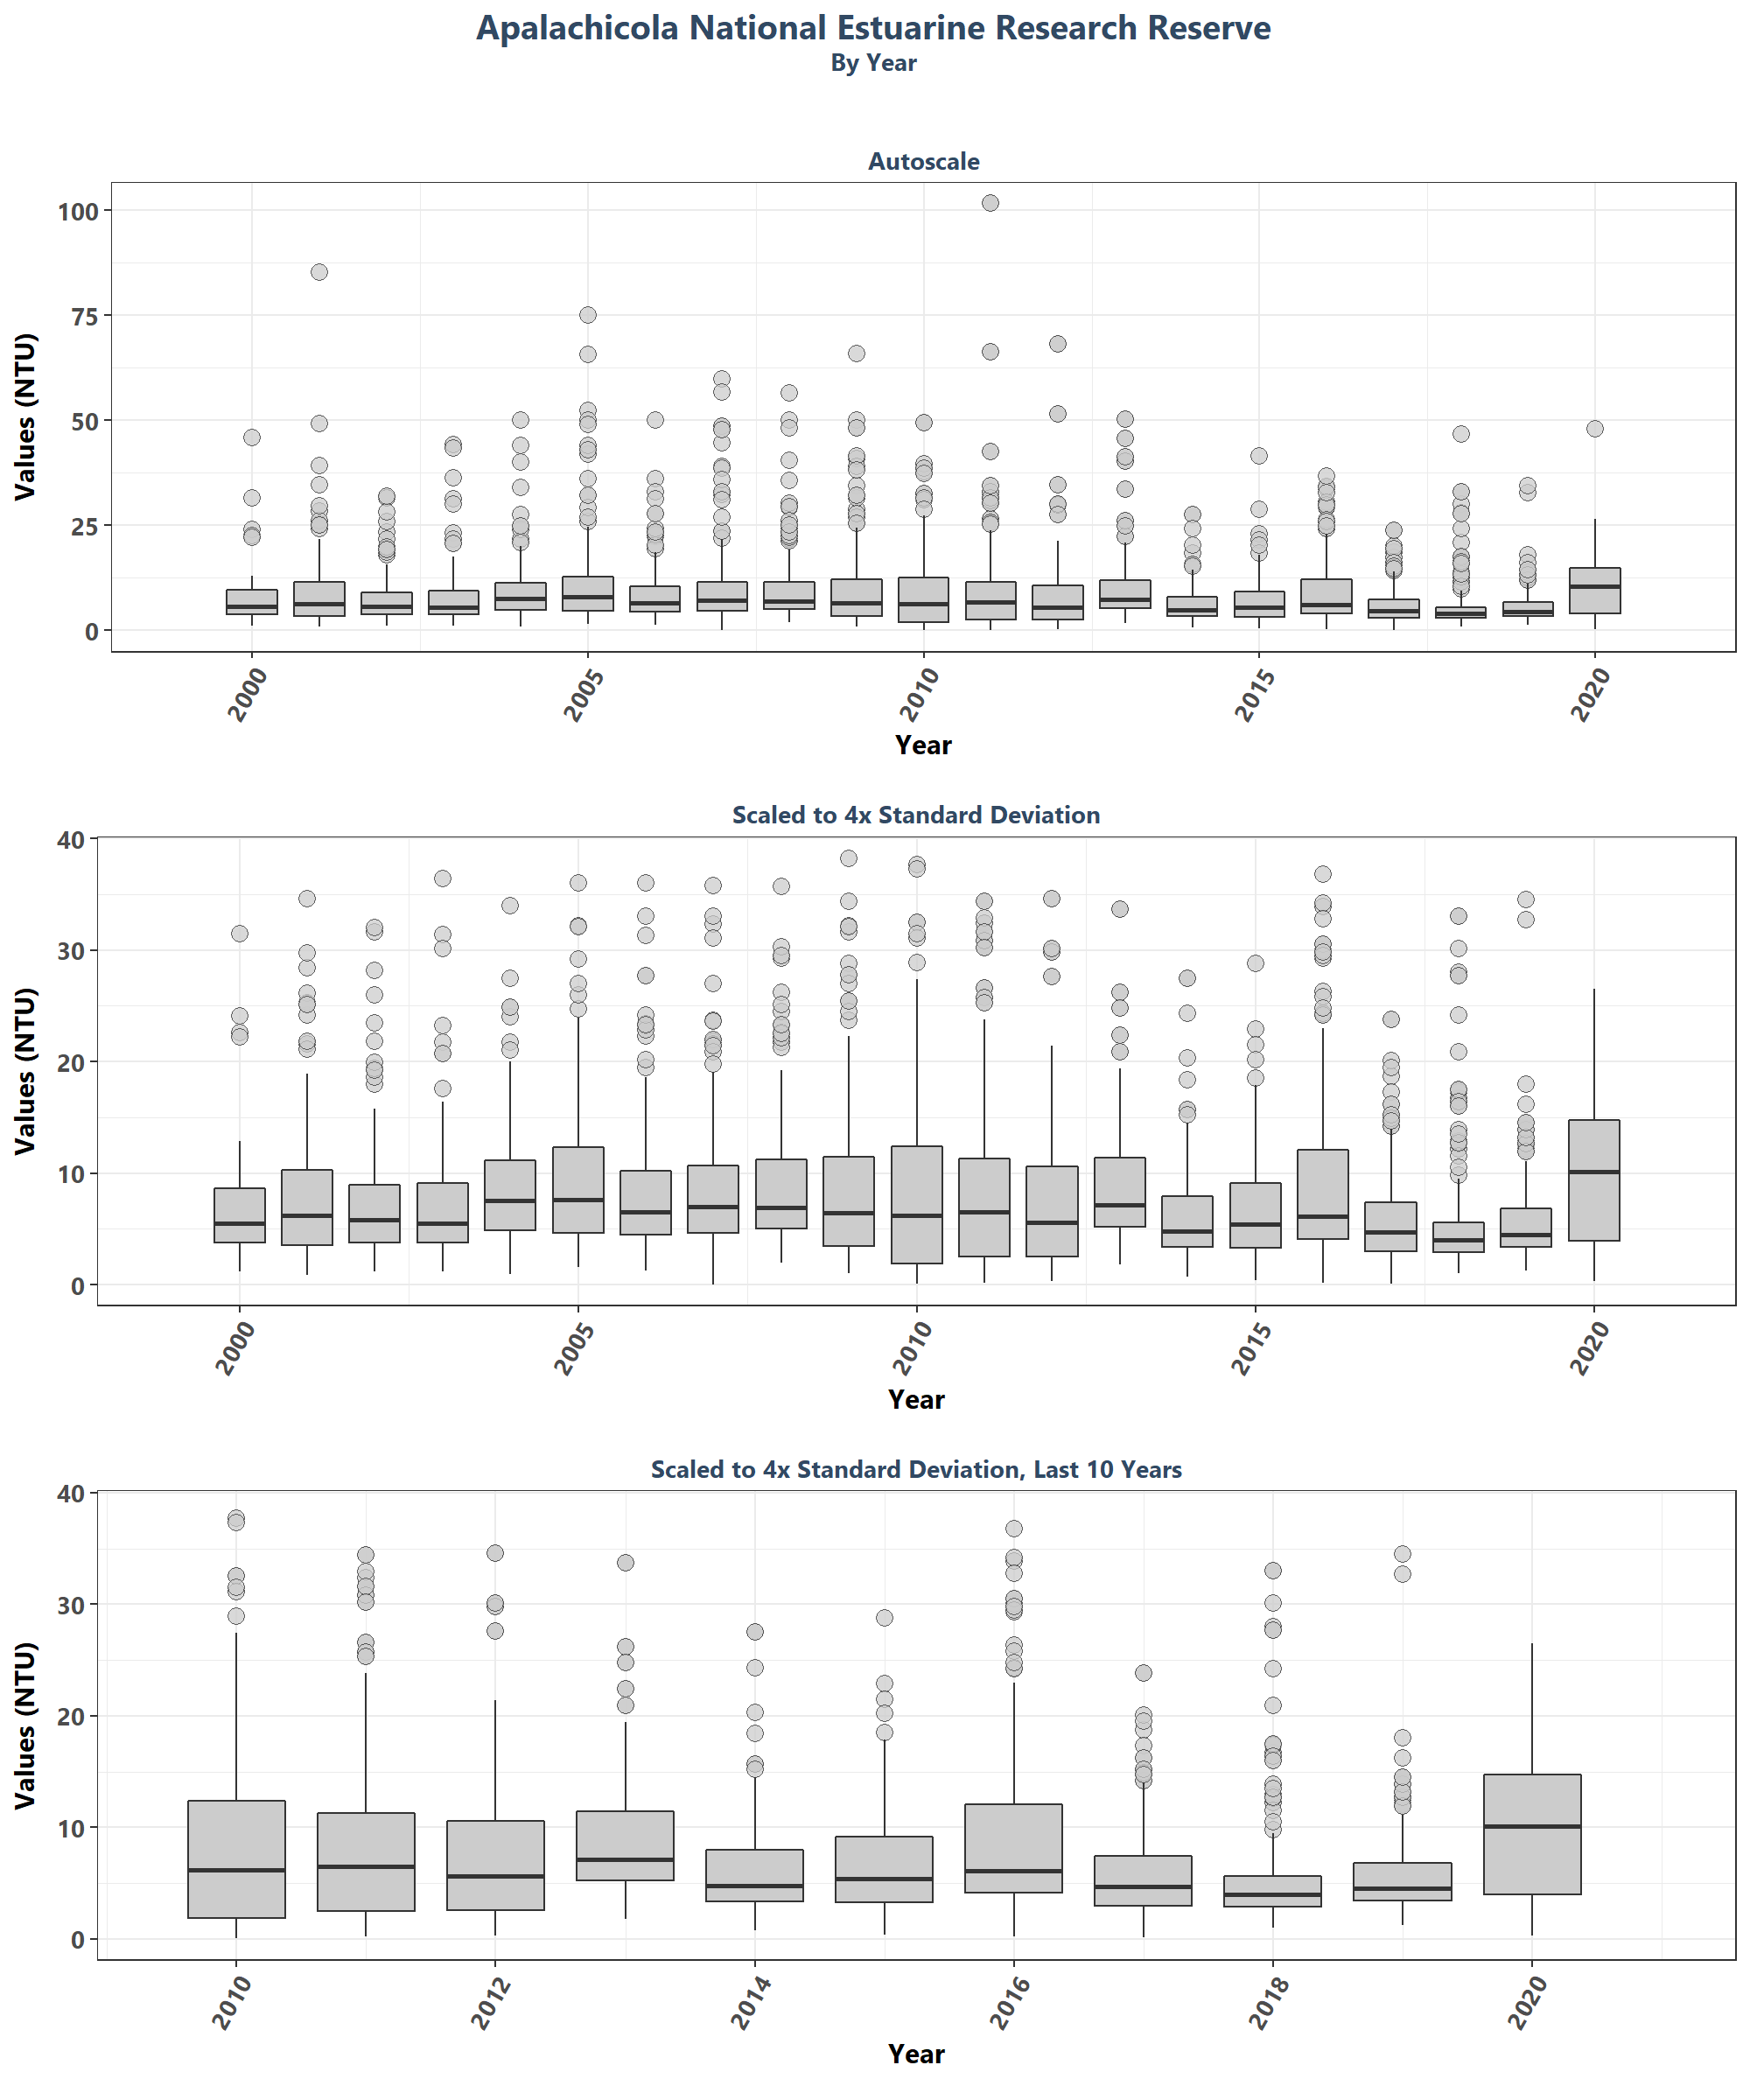 Apalachicola National Estuarine Research Reserve
By Year
Autoscale
Values (NTU)
100
75
50
25
0
2000
2005
2010
2015
2020
Year
Scaled to 4x Standard Deviation
Values (NTU)
40
30
20
10
0
2000
2005
2010
2015
2020
Year
Scaled to 4x Standard Deviation, Last 10 Years
Values (NTU)
40
30
20
10
0
2010
2012
2014
2016
2018
2020
Year